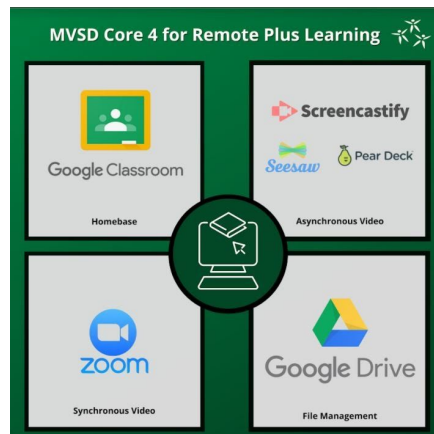 MVSD Core 4 for Remote Plus Learning
Google Classroom
Homebase
Screencastify
Seesaw
Pear Deck
Asynchronous Video
zoom
Synchronous Video
Google Drive
File Management